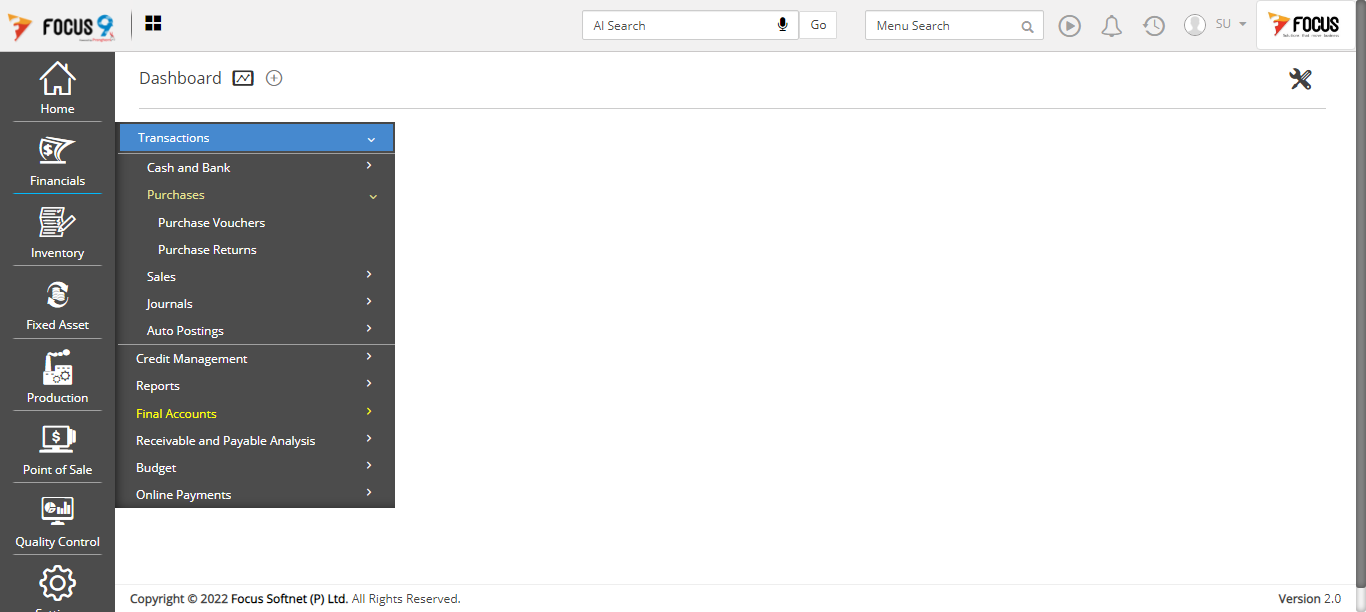 FOCUS 9
AI Search
Go
Menu Search
SU
FOCUS
Dashboard
Home
Financials
Inventory
Fixed Asset
Production
Point of Sale
Quality Control
Transactions
Cash and Bank
Purchases
Purchase Vouchers
Purchase Returns
Sales
Journals
Auto Postings
Credit Management
Reports
Final Accounts
Receivable and Payable Analysis
Budget
Online Payments
Copyright © 2022 Focus Softnet (P) Ltd. All Rights Reserved.
Version 2.0